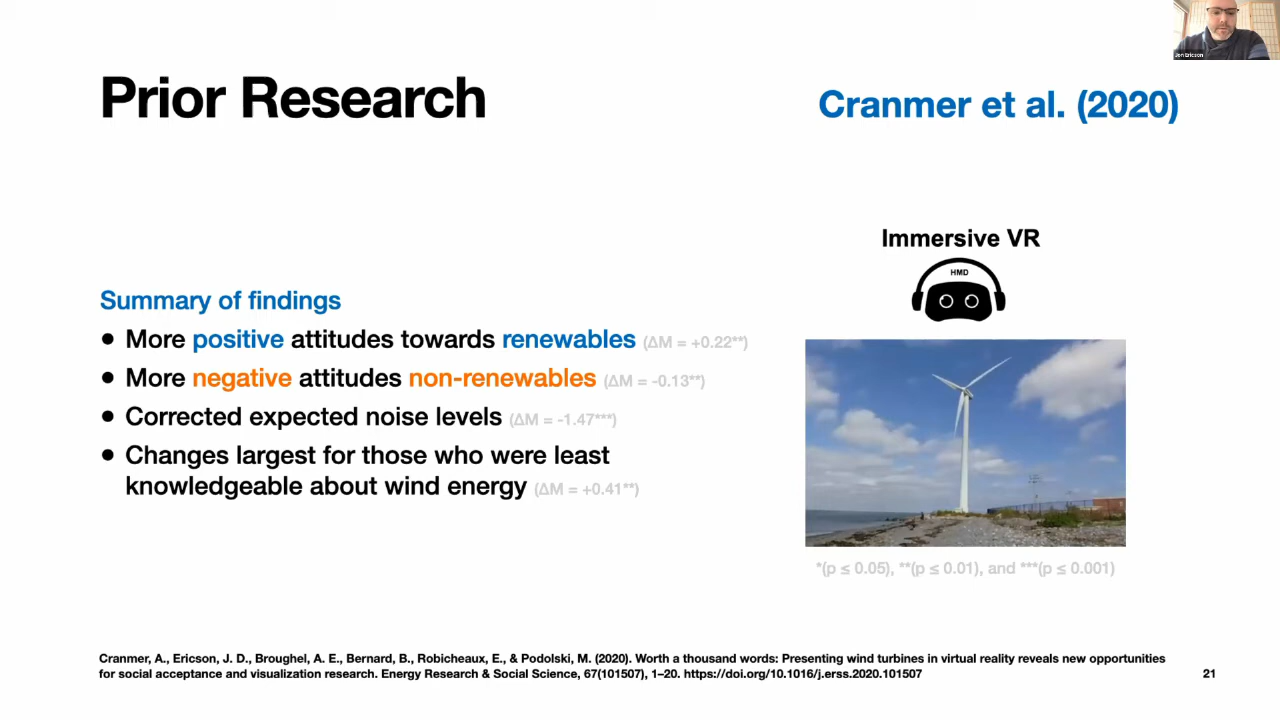 Jon Ericson
Prior Research
Cranmer et al. (2020)
Immersive VR
HMD
Summary of findings
• More positive attitudes towards renewables (ΔM = +0.22**)
• More negative attitudes non-renewables (ΔM = -0.13**)
• Corrected expected noise levels (ΔM = -1.47***)
• Changes largest for those who were least
knowledgeable about wind energy (ΔM = +0.41**)
*(p ≤ 0.05), **(p ≤ 0.01), and ***(p ≤ 0.001)
Cranmer, A., Ericson, J. D., Broughel, A. E., Bernard, B., Robicheaux, E., & Podolski, M. (2020). Worth a thousand words: Presenting wind turbines in virtual reality reveals new opportunities
for social acceptance and visualization research. Energy Research & Social Science, 67(101507), 1–20. https://doi.org/10.1016/j.erss.2020.101507
21